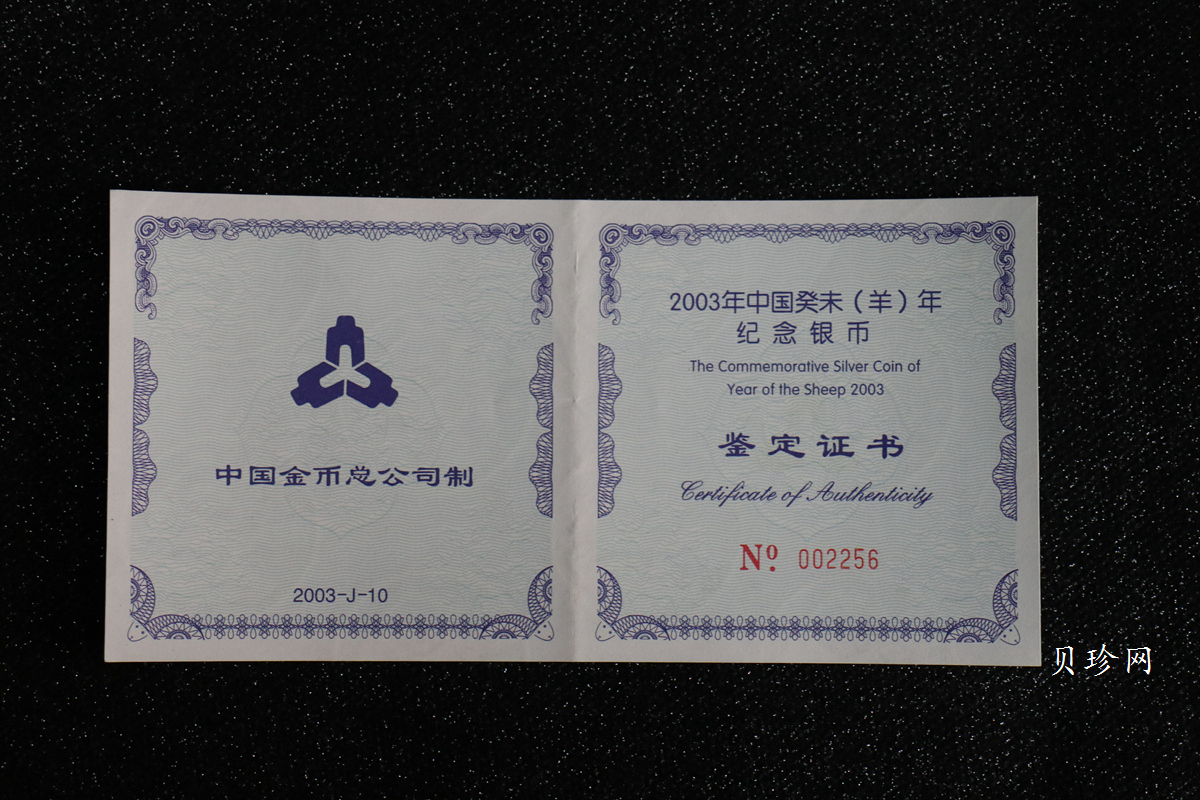 中国金币总公司制
2003-J-10
2003年中国癸未（羊）年
纪念银币
The Commemorative Silver Coin of
Year of the Sheep 2003
鉴定证书
Certificate of Authenticity
Nº. 002256
贝珍网